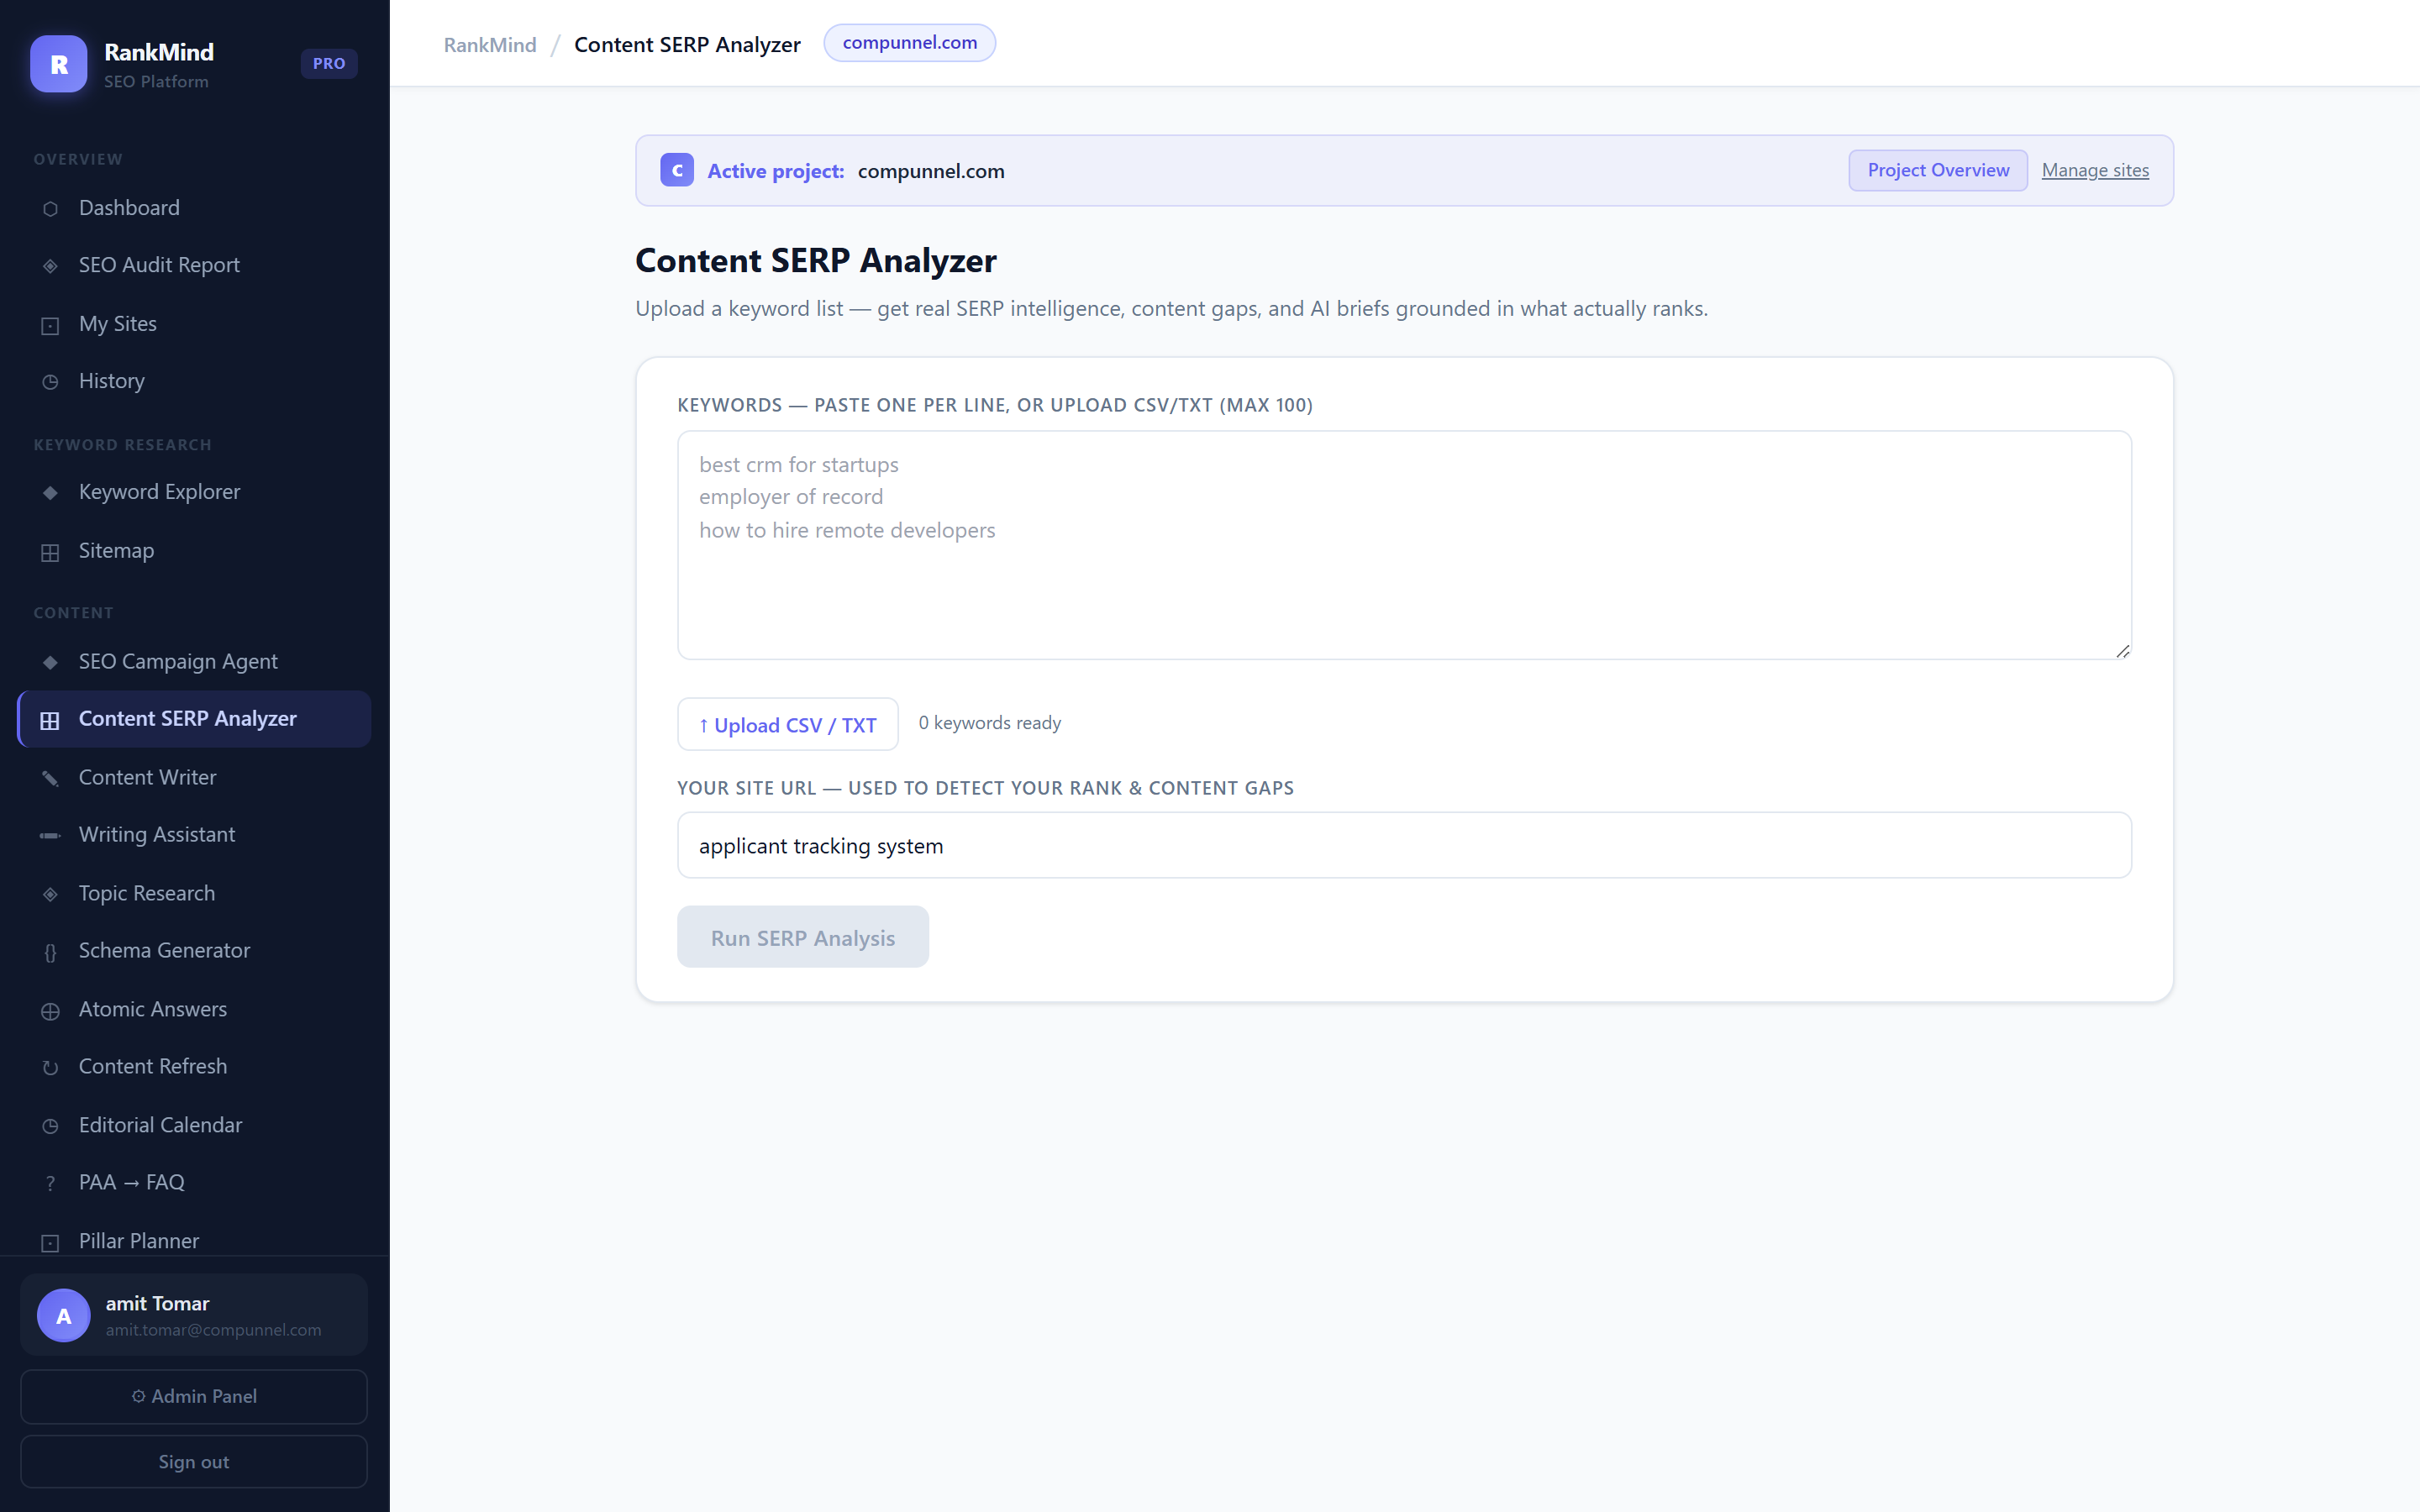 R
RankMind
SEO Platform
PRO
OVERVIEW
Dashboard
SEO Audit Report
My Sites
History
KEYWORD RESEARCH
Keyword Explorer
Sitemap
CONTENT
SEO Campaign Agent
Content SERP Analyzer
Content Writer
Writing Assistant
Topic Research
{} Schema Generator
Atomic Answers
Content Refresh
Editorial Calendar
? PAA → FAQ
Pillar Planner
A
amit Tomar
amit.tomar@compunnel.com
Admin Panel
Sign out
RankMind / Content SERP Analyzer compunnel.com
C Active project: compunnel.com
Project Overview Manage sites
Content SERP Analyzer
Upload a keyword list — get real SERP intelligence, content gaps, and AI briefs grounded in what actually ranks.
KEYWORDS — PASTE ONE PER LINE, OR UPLOAD CSV/TXT (MAX 100)
best crm for startups
employer of record
how to hire remote developers
↑ Upload CSV / TXT 0 keywords ready
YOUR SITE URL — USED TO DETECT YOUR RANK & CONTENT GAPS
applicant tracking system
Run SERP Analysis